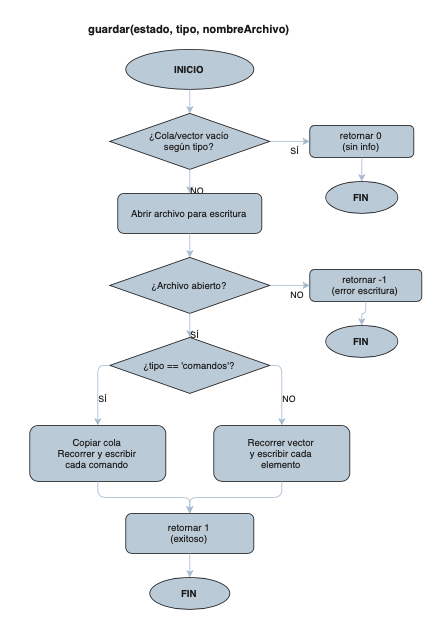 guardar(estado, tipo, nombreArchivo)
INICIO
¿Cola/vector vacío
según tipo?
SÍ
retornar 0
(sin info)
FIN
NO
Abrir archivo para escritura
¿Archivo abierto?
NO
retornar -1
(error escritura)
FIN
SÍ
¿tipo == 'comandos'?
SÍ
NO
Copiar cola
Recorrer y escribir
cada comando
Recorrer vector
y escribir cada
elemento
retornar 1
(exitoso)
FIN